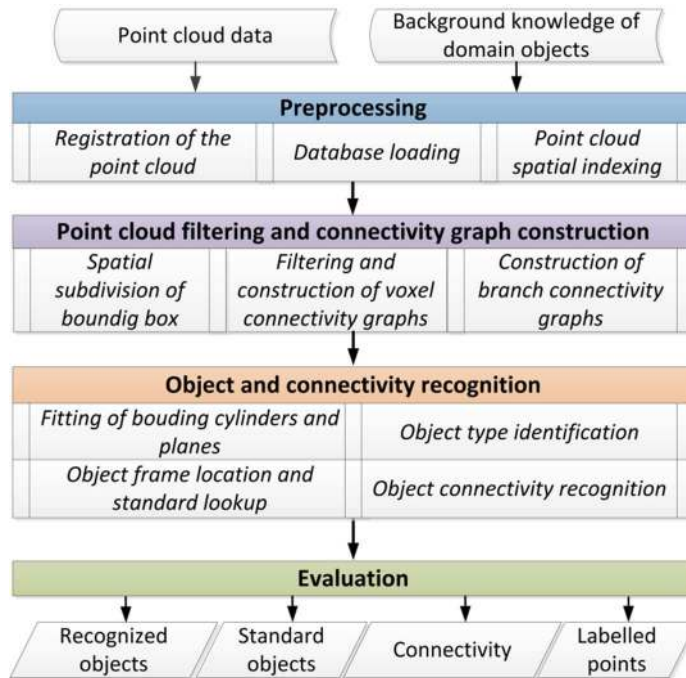 Point cloud data
Background knowledge of
domain objects
Preprocessing
Registration of the
point cloud
Database loading
Point cloud
spatial indexing
Point cloud filtering and connectivity graph construction
Spatial
subdivision of
boundig box
Filtering and
construction of voxel
connectivity graphs
Construction of
branch connectivity
graphs
Object and connectivity recognition
Fitting of bouding cylinders and
planes
Object type identification
Object frame location and
standard lookup
Object connectivity recognition
Evaluation
Recognized
objects
Standard
objects
Connectivity
Labelled
points